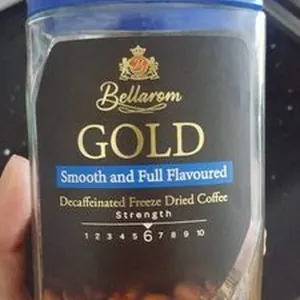 Bellarom
GOLD
Smooth and Full Flavoured
Decaffeinated Freeze Dried Coffee
Strength
1 2 3 4 5 6 7 8 9 10